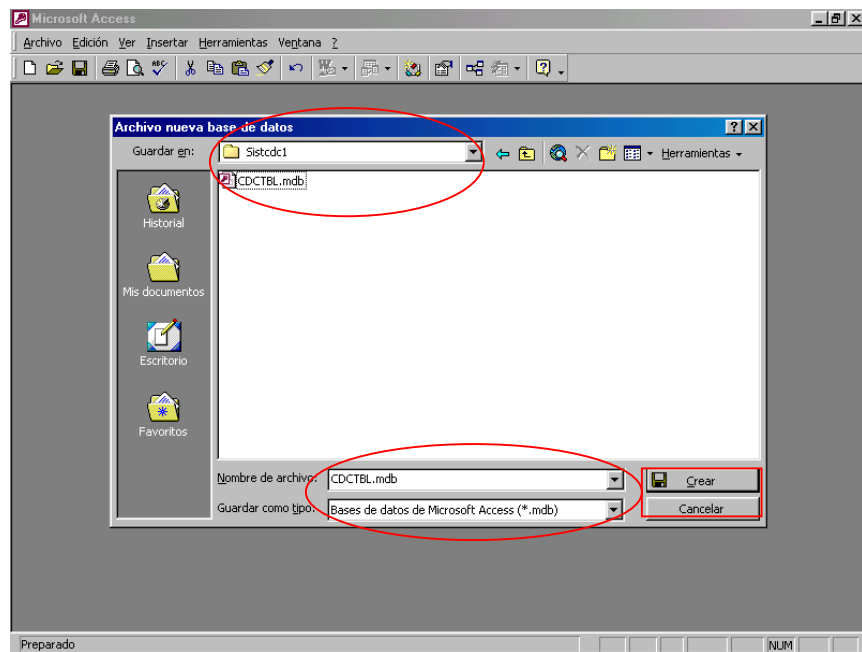 Microsoft Access
Archivo Edición Ver Insertar Herramientas Ventana ?
Archivo nueva base de datos
Guardar en: Sistcdc1 Herramientas
CDCTBL.mdb
Historial
Mis documentos
Escritorio
Favoritos
Nombre de archivo: CDCTBL.mdb Crear
Guardar como tipo: Bases de datos de Microsoft Access (*.mdb) Cancelar
Preparado NUM